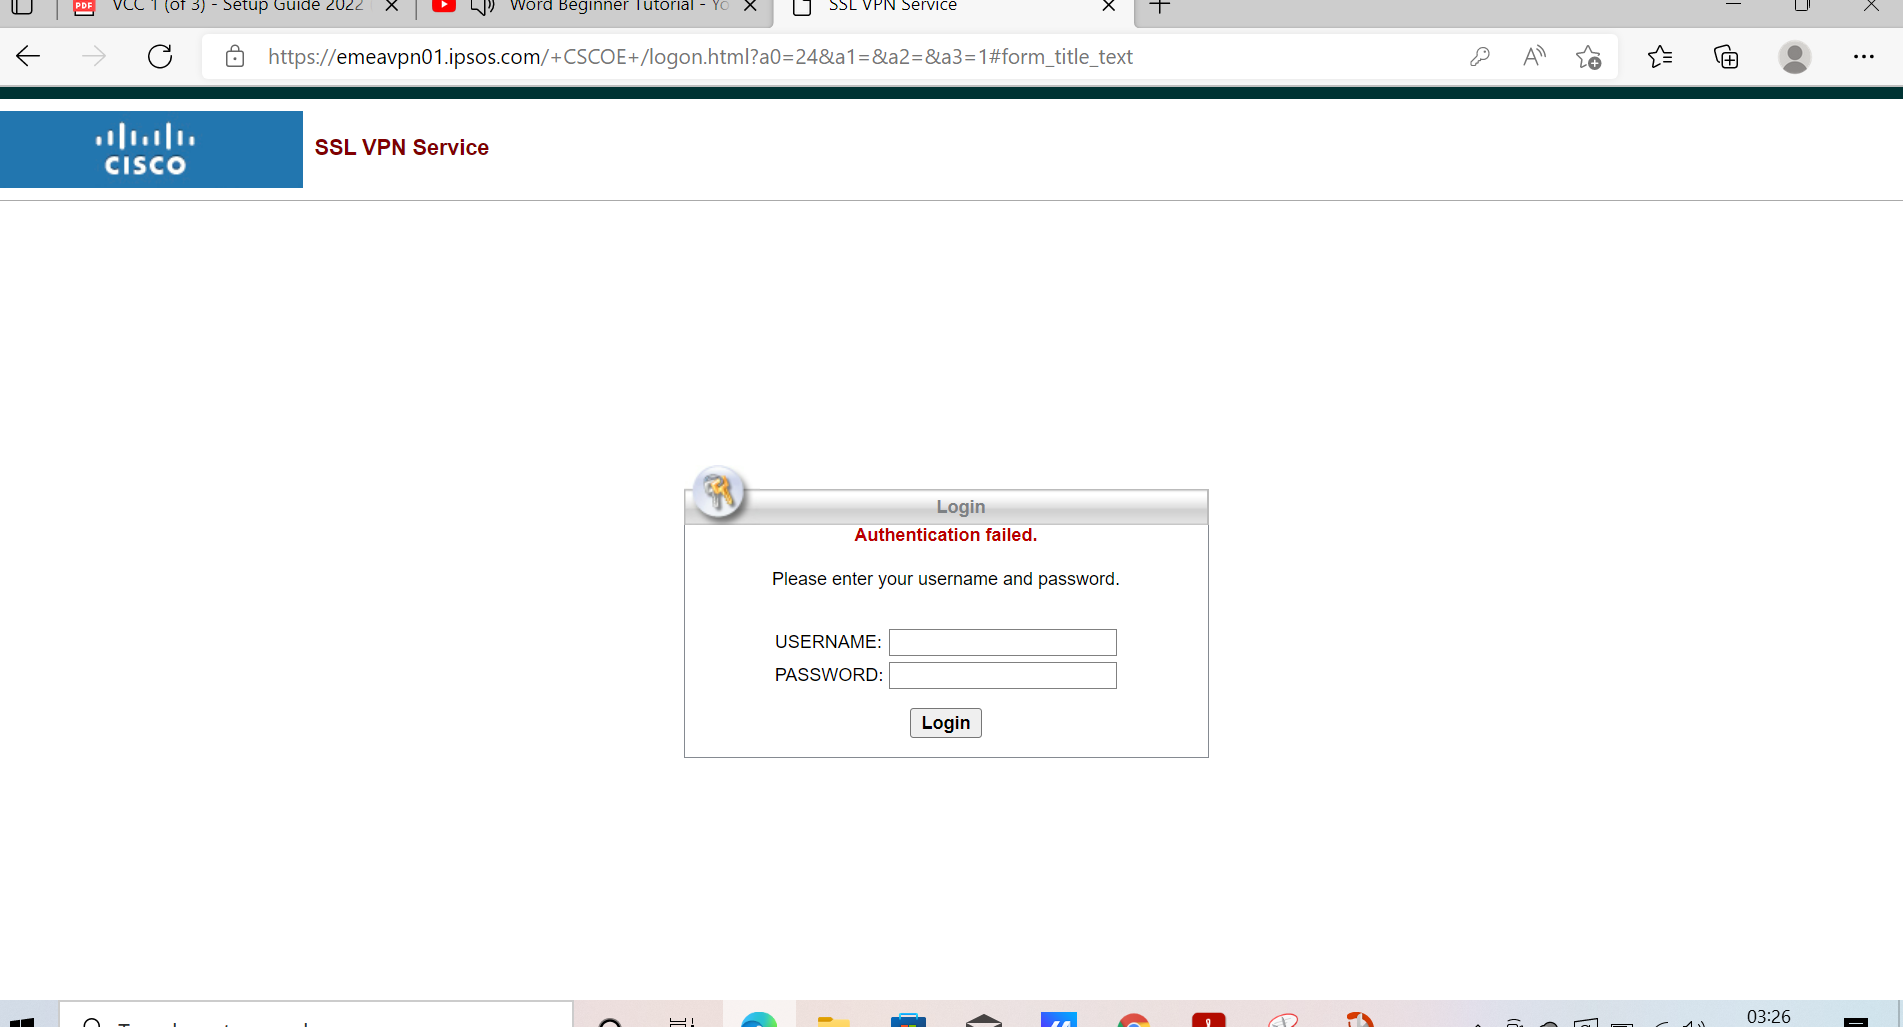 VCC 1 (of 3) - Setup Guide 2022
Word Beginner Tutorial - Yo
SSL VPN Service
https://emeavpn01.ipsos.com/+CSCOE+/logon.html?a0=24&a1=&a2=&a3=1#form_title_text
CISCO
SSL VPN Service
Login
Authentication failed.
Please enter your username and password.
USERNAME:
PASSWORD:
Login
03:26